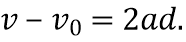 𝑣 − 𝑣₀ = 2𝑎𝑑.